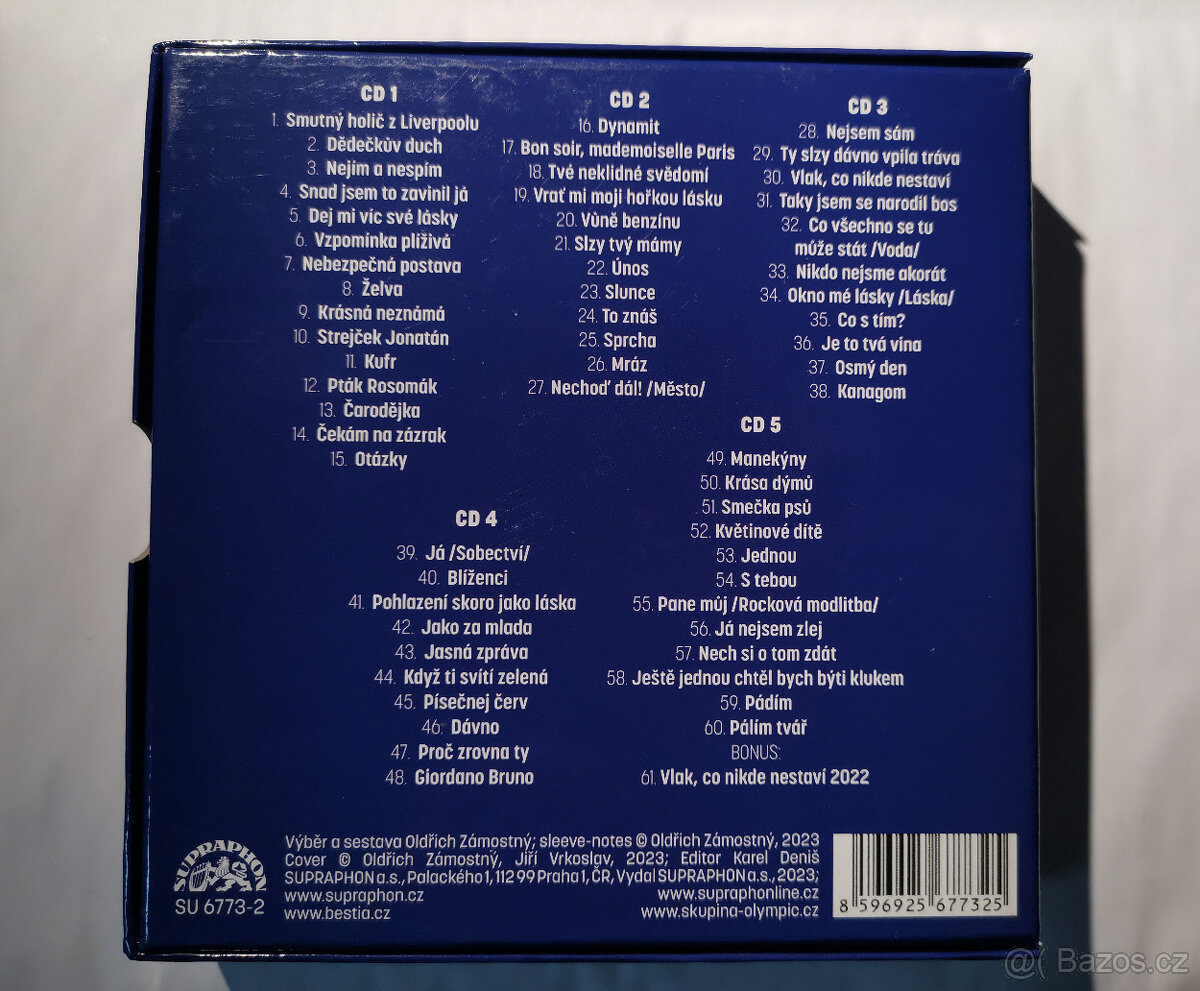 CD 1
1. Smutný holič z Liverpoolu
2. Dědečkův duch
3. Nejím a nespím
4. Snad jsem to zavinil já
5. Dej mi víc své lásky
6. Vzpomínka plíživá
7. Nebezpečná postava
8. Želva
9. Krásná neznámá
10. Strejček Jonatán
11. Kufr
12. Pták Rosomák
13. Čarodějka
14. Čekám na zázrak
15. Otázky
CD 2
16. Dynamit
17. Bon soir, mademoiselle Paris
18. Tvé neklidné svědomí
19. Vrať mi moji hořkou lásku
20. Vůně benzínu
21. Slzy tvý mámy
22. Únos
23. Slunce
24. To znáš
25. Sprcha
26. Mráz
27. Nechoď dál! /Město/
CD 3
28. Nejsem sám
29. Ty slzy dávno vpila tráva
30. Vlak, co nikde nestaví
31. Taky jsem se narodil bos
32. Co všechno se tu
může stát /Voda/
33. Nikdo nejsme akorát
34. Okno mé lásky /Láska/
35. Co s tím?
36. Je to tvá vina
37. Osmý den
38. Kanagom
CD 4
39. Já /Sobectví/
40. Blíženci
41. Pohlazení skoro jako láska
42. Jako za mlada
43. Jasná zpráva
44. Když ti svítí zelená
45. Písečnej červ
46. Dávno
47. Proč zrovna ty
48. Giordano Bruno
CD 5
49. Manekýny
50. Krása dýmů
51. Smečka psů
52. Květinové dítě
53. Jednou
54. S tebou
55. Pane můj /Rocková modlitba/
56. Já nejsem zlej
57. Nech si o tom zdát
58. Ještě jednou chtěl bych býti klukem
59. Pádím
60. Pálím tvář
BONUS:
61. Vlak, co nikde nestaví 2022
SUPRAPHON
SU 6773-2
Výběr a sestava Oldřich Zámostný; sleeve-notes © Oldřich Zámostný, 2023
Cover © Oldřich Zámostný, Jiří Vrkoslav, 2023; Editor Karel Deniš
SUPRAPHON a.s., Palackého 1, 112 99 Praha 1, ČR, Vydal SUPRAPHON a.s., 2023;
www.supraphon.cz www.supraphonline.cz
www.bestia.cz www.skupina-olympic.cz
8 596925 677325
@( Bazos.cz